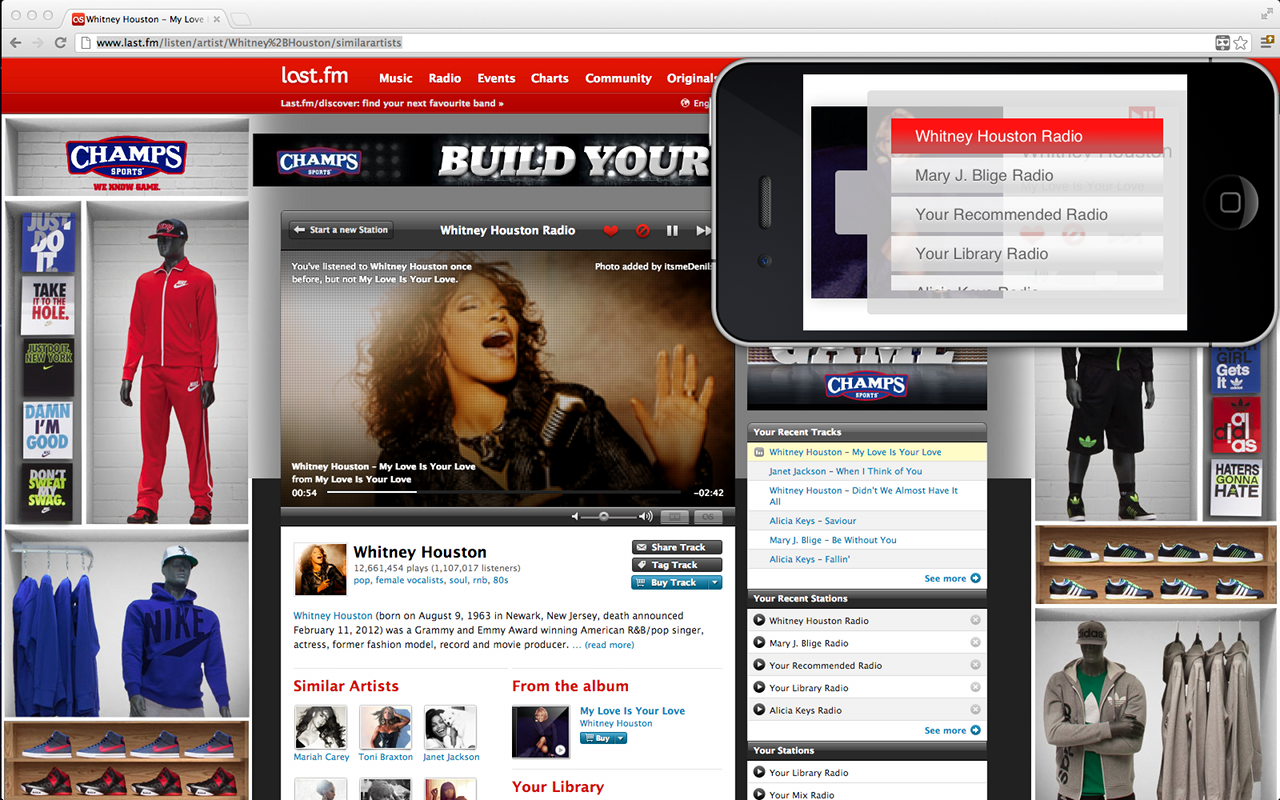 Whitney Houston – My Love I
www.last.fm/listen/artist/Whitney%2BHouston/similarartists
last.fm
Music Radio Events Charts Community Originals
Last.fm/discover: find your next favourite band »
CHAMPS
SPORTS
WE KNOW GAME.
CHAMPS
SPORTS
BUILD YOUR
JUST
DO
IT.
TAKE
IT TO THE
HOLE.
JUST DO IT.
NEW YORK
DAMN
I'M
GOOD
DON'T
SWEAT
MY
SWAG.
NIKE
Start a new Station
Whitney Houston Radio
You've listened to Whitney Houston once
before, but not My Love Is Your Love.
Photo added by ItsmeDenil
Whitney Houston – My Love Is Your Love
from My Love Is Your Love
00:54
–02:42
Whitney Houston
12,661,454 plays (1,107,017 listeners)
pop, female vocalists, soul, rnb, 80s
Share Track
Tag Track
Buy Track
Whitney Houston (born on August 9, 1963 in Newark, New Jersey, death announced
February 11, 2012) was a Grammy and Emmy Award winning American R&B/pop singer,
actress, former fashion model, record and movie producer. … (read more)
Similar Artists
Mariah Carey
Toni Braxton
Janet Jackson
From the album
My Love Is Your Love
Whitney Houston
Buy
Your Library
Whitney Houston Radio
Mary J. Blige Radio
Your Recommended Radio
Your Library Radio
Alicia Keys Radio
Whitney Houston
My Love Is Your Love
GAME
CHAMPS
SPORTS
Your Recent Tracks
Whitney Houston – My Love Is Your Love
Janet Jackson – When I Think of You
Whitney Houston – Didn't We Almost Have It
All
Alicia Keys – Saviour
Mary J. Blige – Be Without You
Alicia Keys – Fallin'
See more
Your Recent Stations
Whitney Houston Radio
Mary J. Blige Radio
Your Recommended Radio
Your Library Radio
Alicia Keys Radio
See more
Your Stations
Your Library Radio
Your Mix Radio
GIRL
Gets
It
adi
das
HATERS
GONNA
HATE
adidas